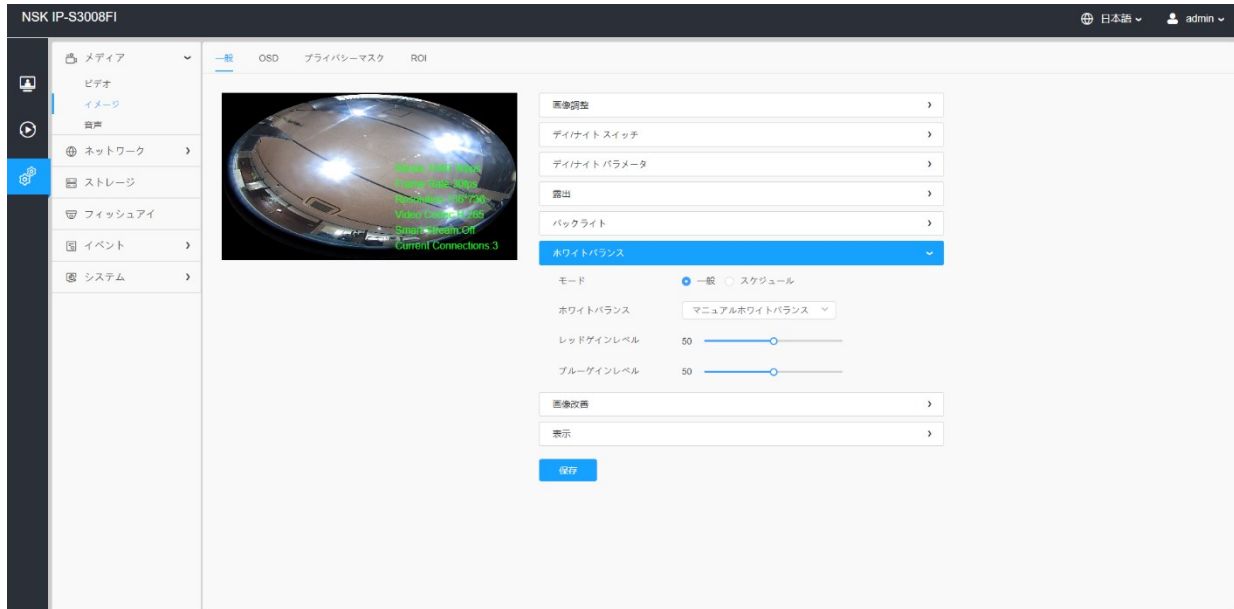 NSK IP-S3008FI
日本語
admin
メディア
ビデオ
イメージ
音声
ネットワーク
ストレージ
フィッシュアイ
イベント
システム
一般 OSD プライバシーマスク ROI
Frame Rate:30fps
Video Codec:H.265
Smart Stream:Off
Current Connections:3
画像調整
デイ/ナイト スイッチ
デイ/ナイト パラメータ
露出
バックライト
ホワイトバランス
モード 一般 スケジュール
ホワイトバランス マニュアルホワイトバランス
レッドゲインレベル 50
ブルーゲインレベル 50
画像改善
表示
保存